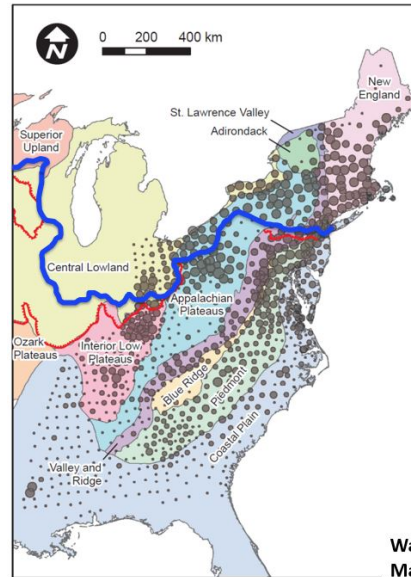 N
0 200 400 km
New
England
St. Lawrence Valley
Adirondack
Superior
Upland
Central Lowland
Appalachian
Plateaus
Ozark
Plateaus
Interior Low
Plateaus
Blue Ridge
Piedmont
Coastal Plain
Valley and
Ridge
Wa
Ma